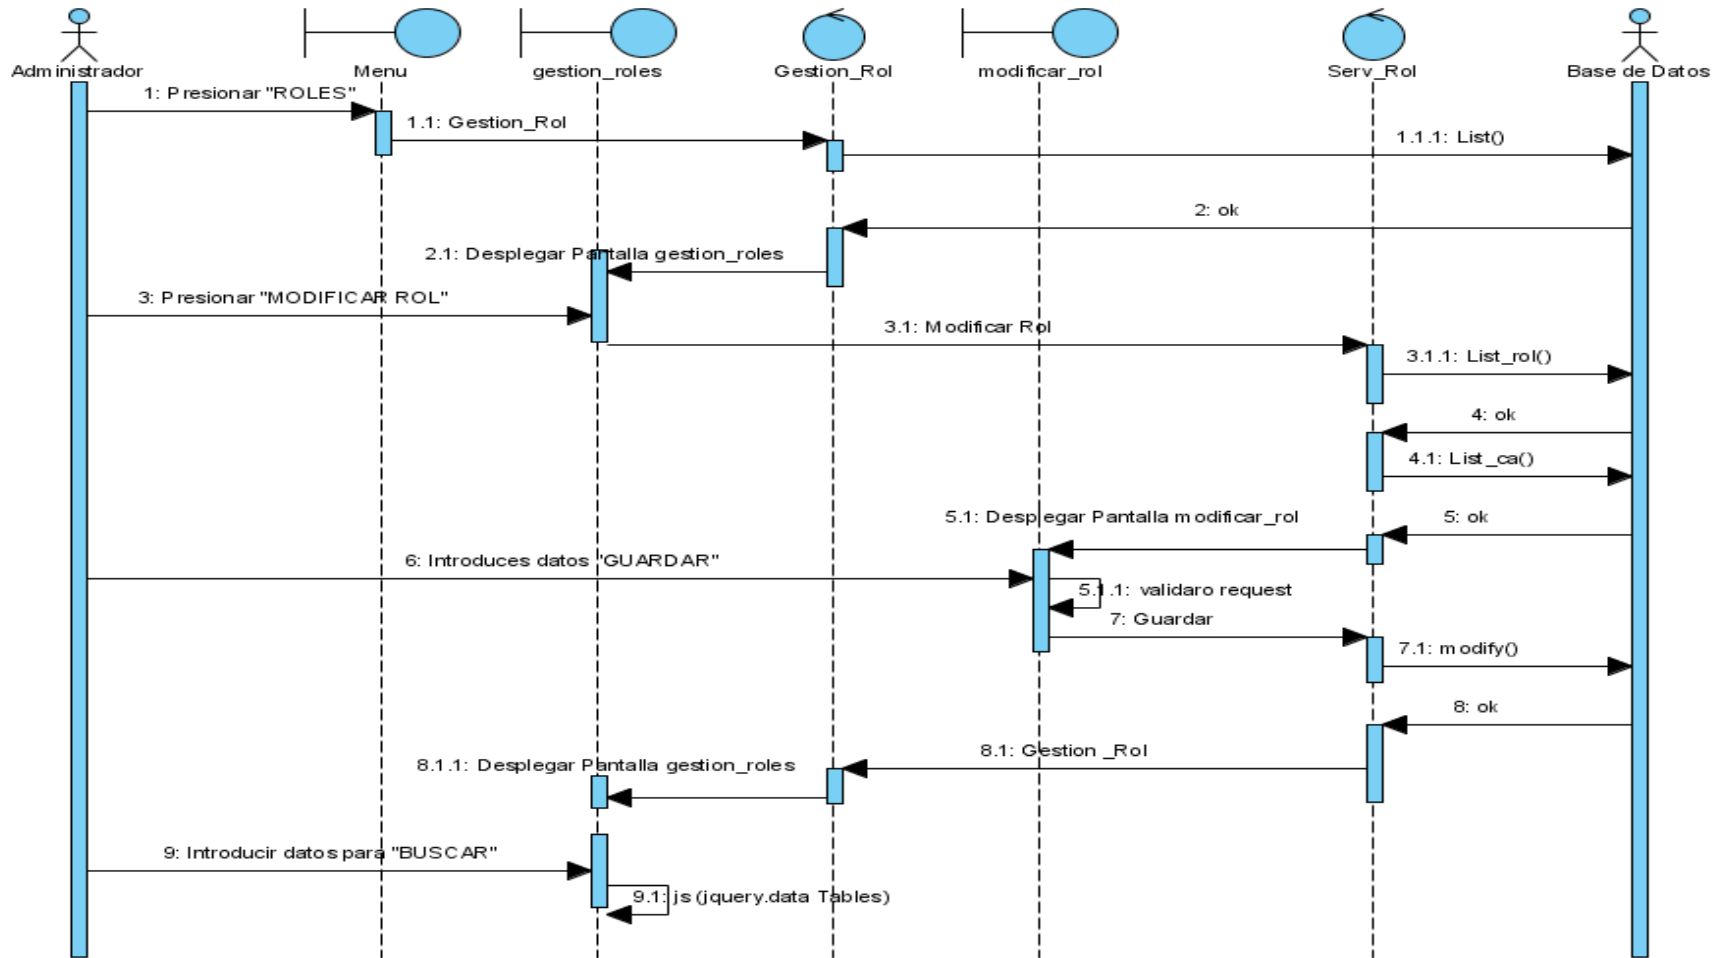 Administrador
Menu
gestion_roles
Gestion_Rol
modificar_rol
Serv_Rol
Base de Datos
1: Presionar "ROLES"
1.1: Gestion_Rol
1.1.1: List()
2: ok
2.1: Desplegar Pantalla gestion_roles
3: Presionar "MODIFICAR ROL"
3.1: Modificar Rol
3.1.1: List_rol()
4: ok
4.1: List_ca()
5.1: Desplegar Pantalla modificar_rol
5: ok
6: Introduces datos "GUARDAR"
5.1.1: validaro request
7: Guardar
7.1: modify()
8: ok
8.1: Gestion _Rol
8.1.1: Desplegar Pantalla gestion_roles
9: Introducir datos para "BUSCAR"
9.1: js (jquery.data Tables)